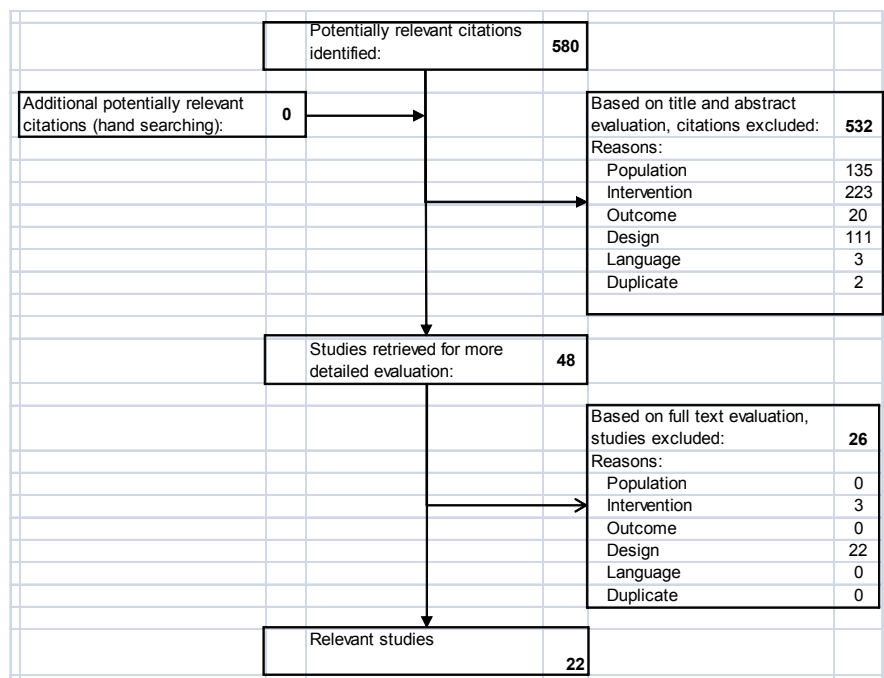 Potentially relevant citations
identified: 580
Additional potentially relevant
citations (hand searching): 0
Based on title and abstract
evaluation, citations excluded: 532
Reasons:
Population 135
Intervention 223
Outcome 20
Design 111
Language 3
Duplicate 2
Studies retrieved for more
detailed evaluation: 48
Based on full text evaluation,
studies excluded: 26
Reasons:
Population 0
Intervention 3
Outcome 0
Design 22
Language 0
Duplicate 0
Relevant studies
22